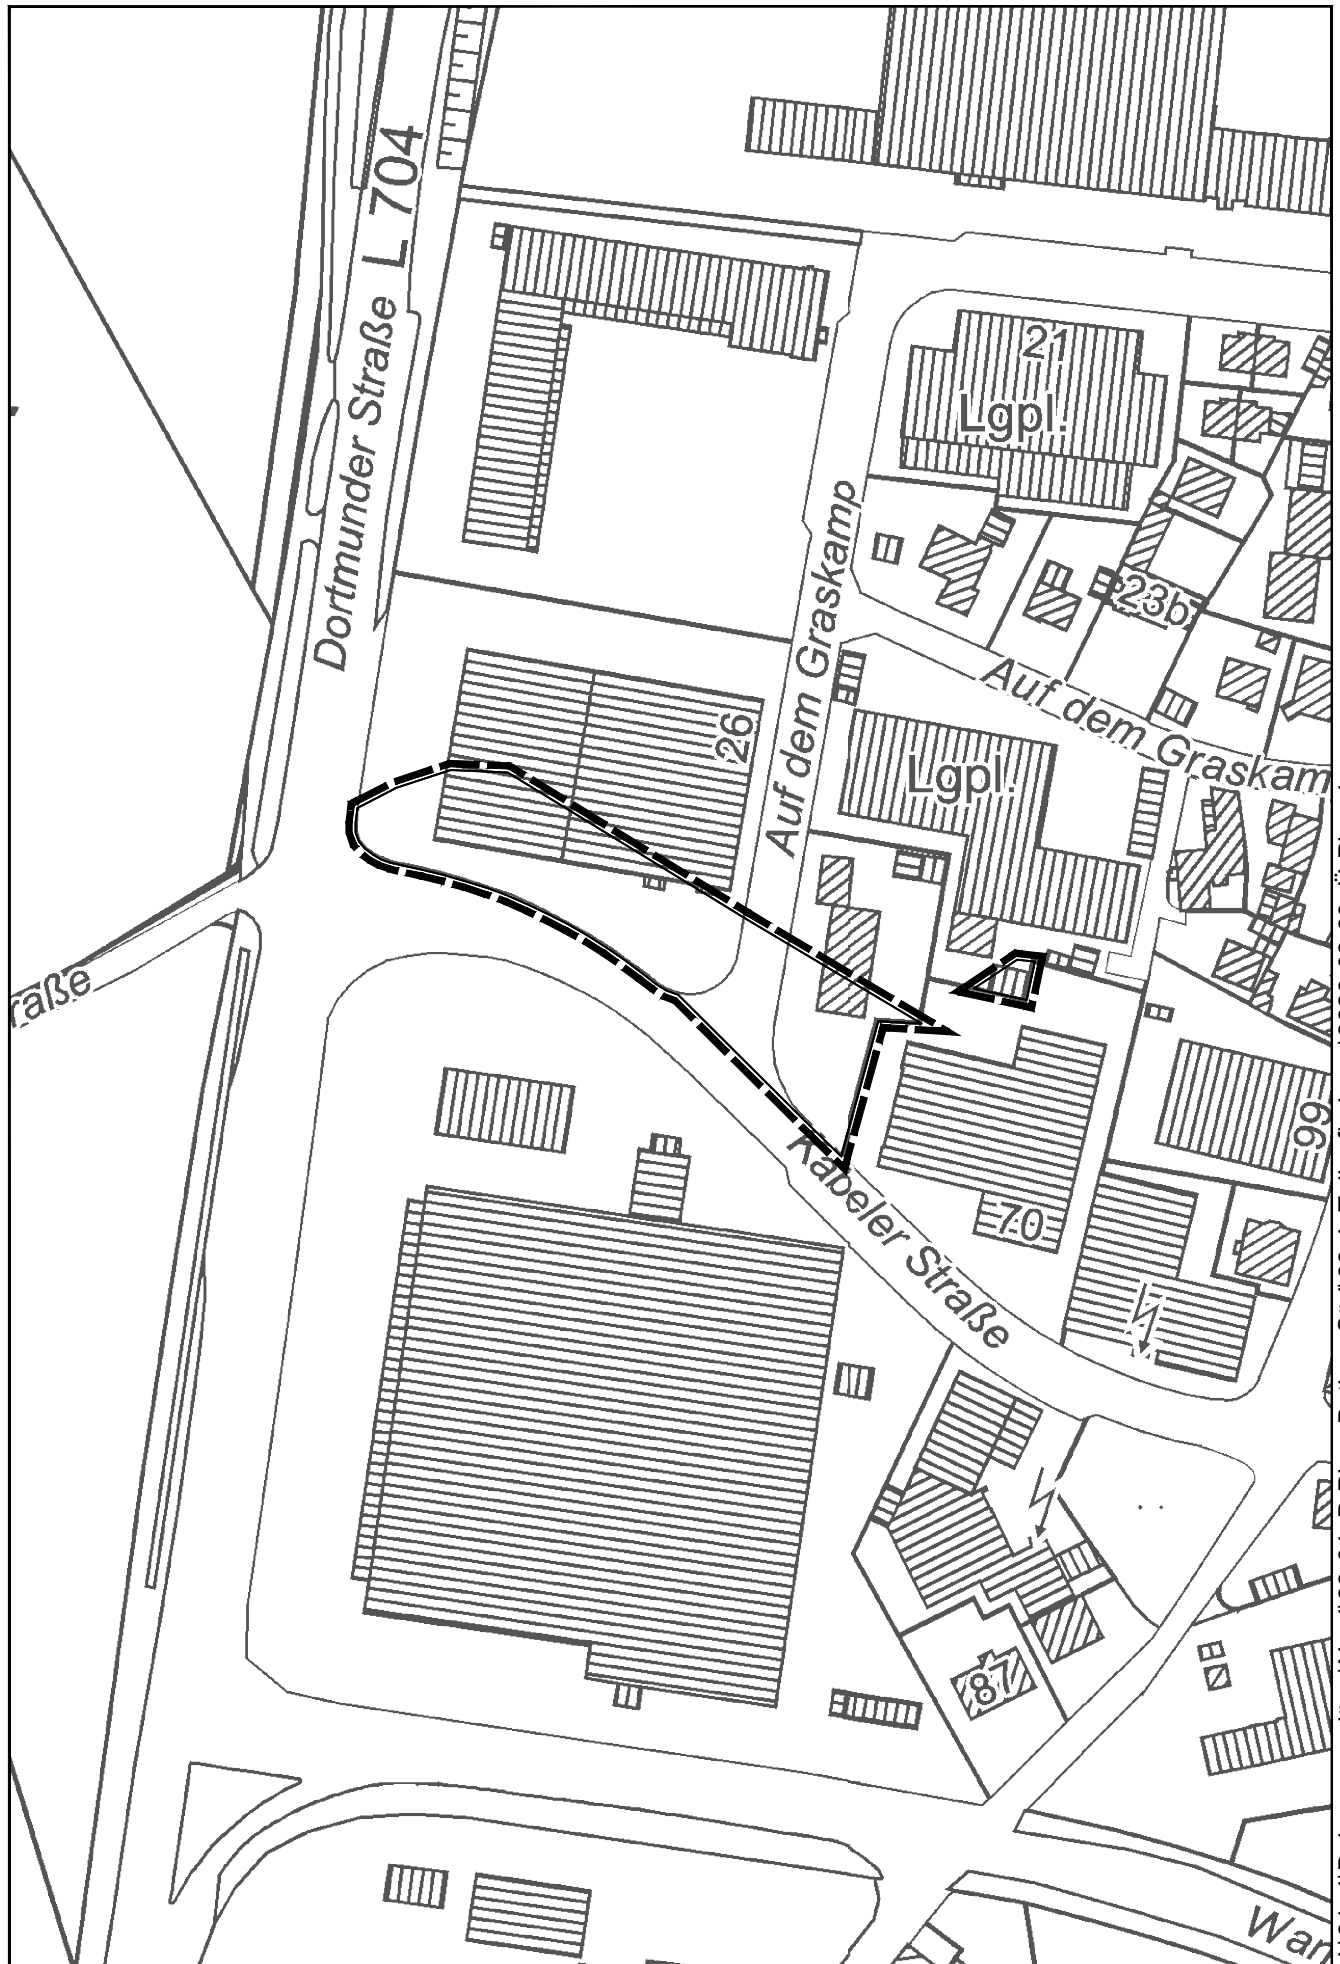 L 704
Dortmunder Straße
21
Lgpl.
Auf dem Graskamp
23b
Auf dem Graskam
26
Lgpl.
raße
99
Kabeler Straße
70
87
War